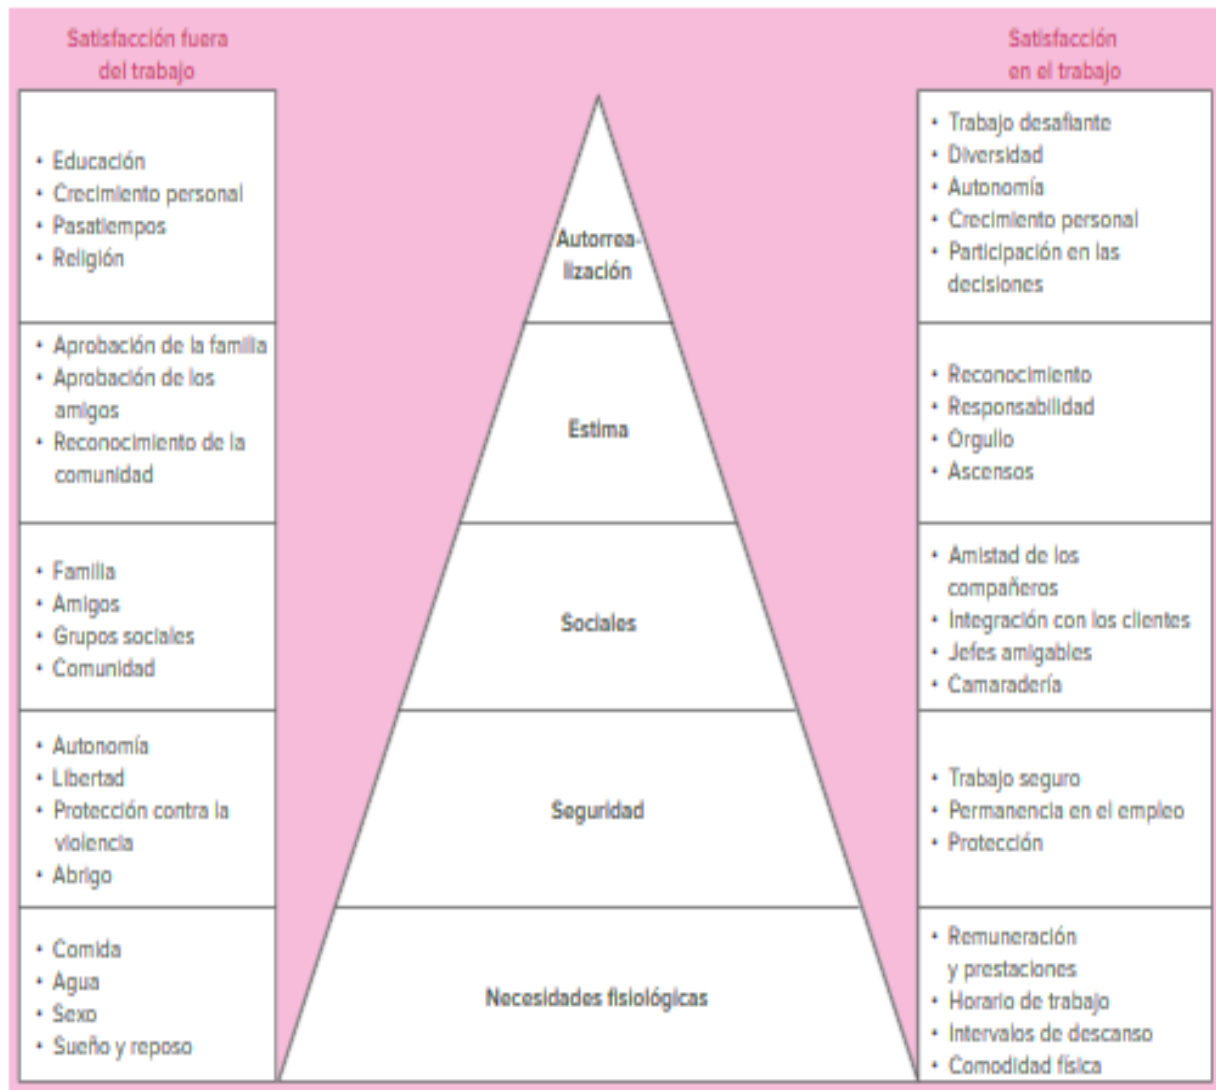 Satisfacción fuera
del trabajo
• Educación
• Crecimiento personal
• Pasatiempos
• Religión
• Aprobación de la familia
• Aprobación de los
amigos
• Reconocimiento de la
comunidad
• Familia
• Amigos
• Grupos sociales
• Comunidad
• Autonomía
• Libertad
• Protección contra la
violencia
• Abrigo
• Comida
• Agua
• Sexo
• Sueño y reposo
Autorrea-
lización
Estima
Sociales
Seguridad
Necesidades fisiológicas
Satisfacción
en el trabajo
• Trabajo desafiante
• Diversidad
• Autonomía
• Crecimiento personal
• Participación en las
decisiones
• Reconocimiento
• Responsabilidad
• Orgullo
• Ascensos
• Amistad de los
compañeros
• Integración con los clientes
• Jefes amigables
• Camaradería
• Trabajo seguro
• Permanencia en el empleo
• Protección
• Remuneración
y prestaciones
• Horario de trabajo
• Intervalos de descanso
• Comodidad física